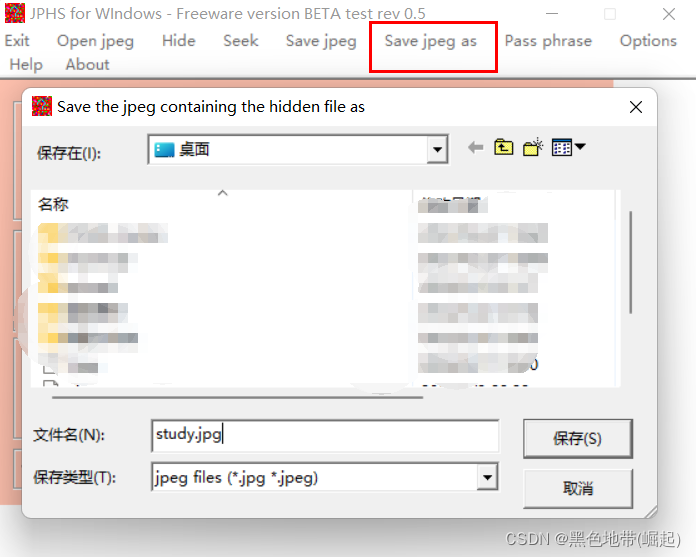 JPHS for WIndows - Freeware version BETA test rev 0.5
Exit Open jpeg Hide Seek Save jpeg Save jpeg as Pass phrase Options
Help About
Save the jpeg containing the hidden file as
保存在(I): 桌面
名称
文件名(N): study.jpg 保存(S)
保存类型(T): jpeg files (*.jpg *.jpeg) 取消
CSDN @黑色地带(崛起)